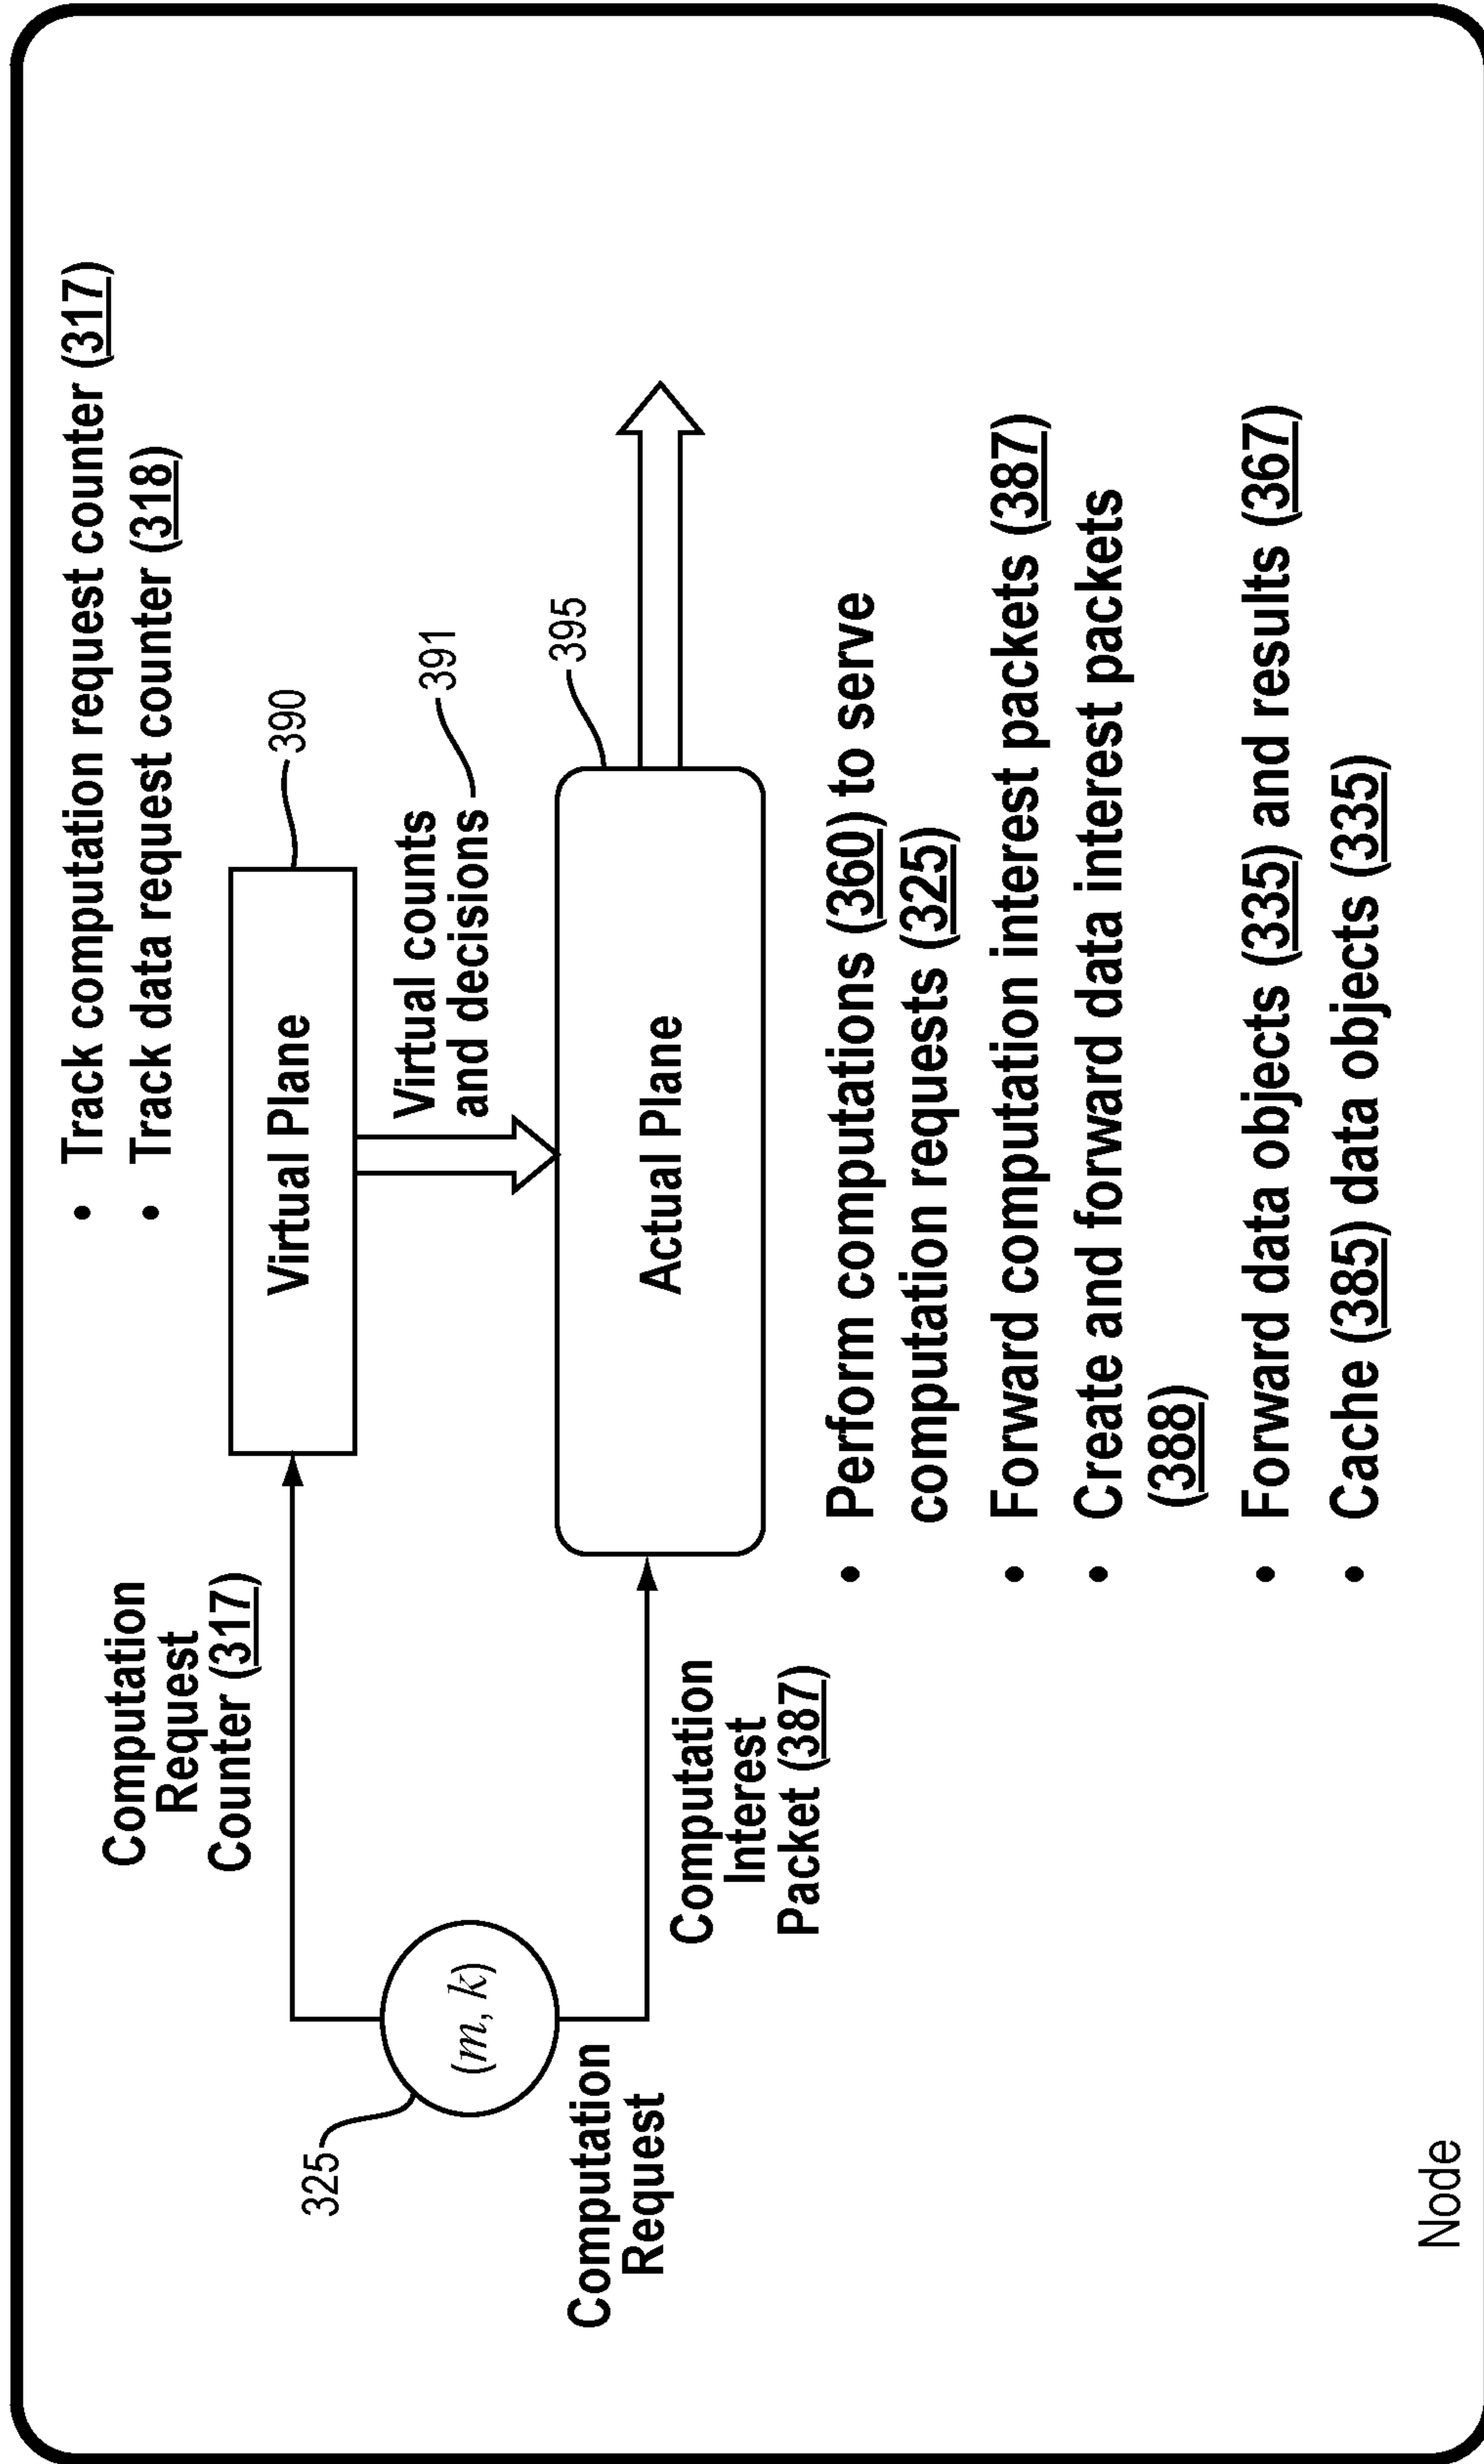 • Track computation request counter (317)
• Track data request counter (318)
Computation
Request
Counter (317)
390
Virtual Plane
Virtual counts
and decisions
391
325
(m, k)
Computation
Request
Computation
Interest
Packet (387)
395
Actual Plane
• Perform computations (360) to serve
computation requests (325)
• Forward computation interest packets (387)
• Create and forward data interest packets
(388)
• Forward data objects (335) and results (367)
• Cache (385) data objects (335)
Node